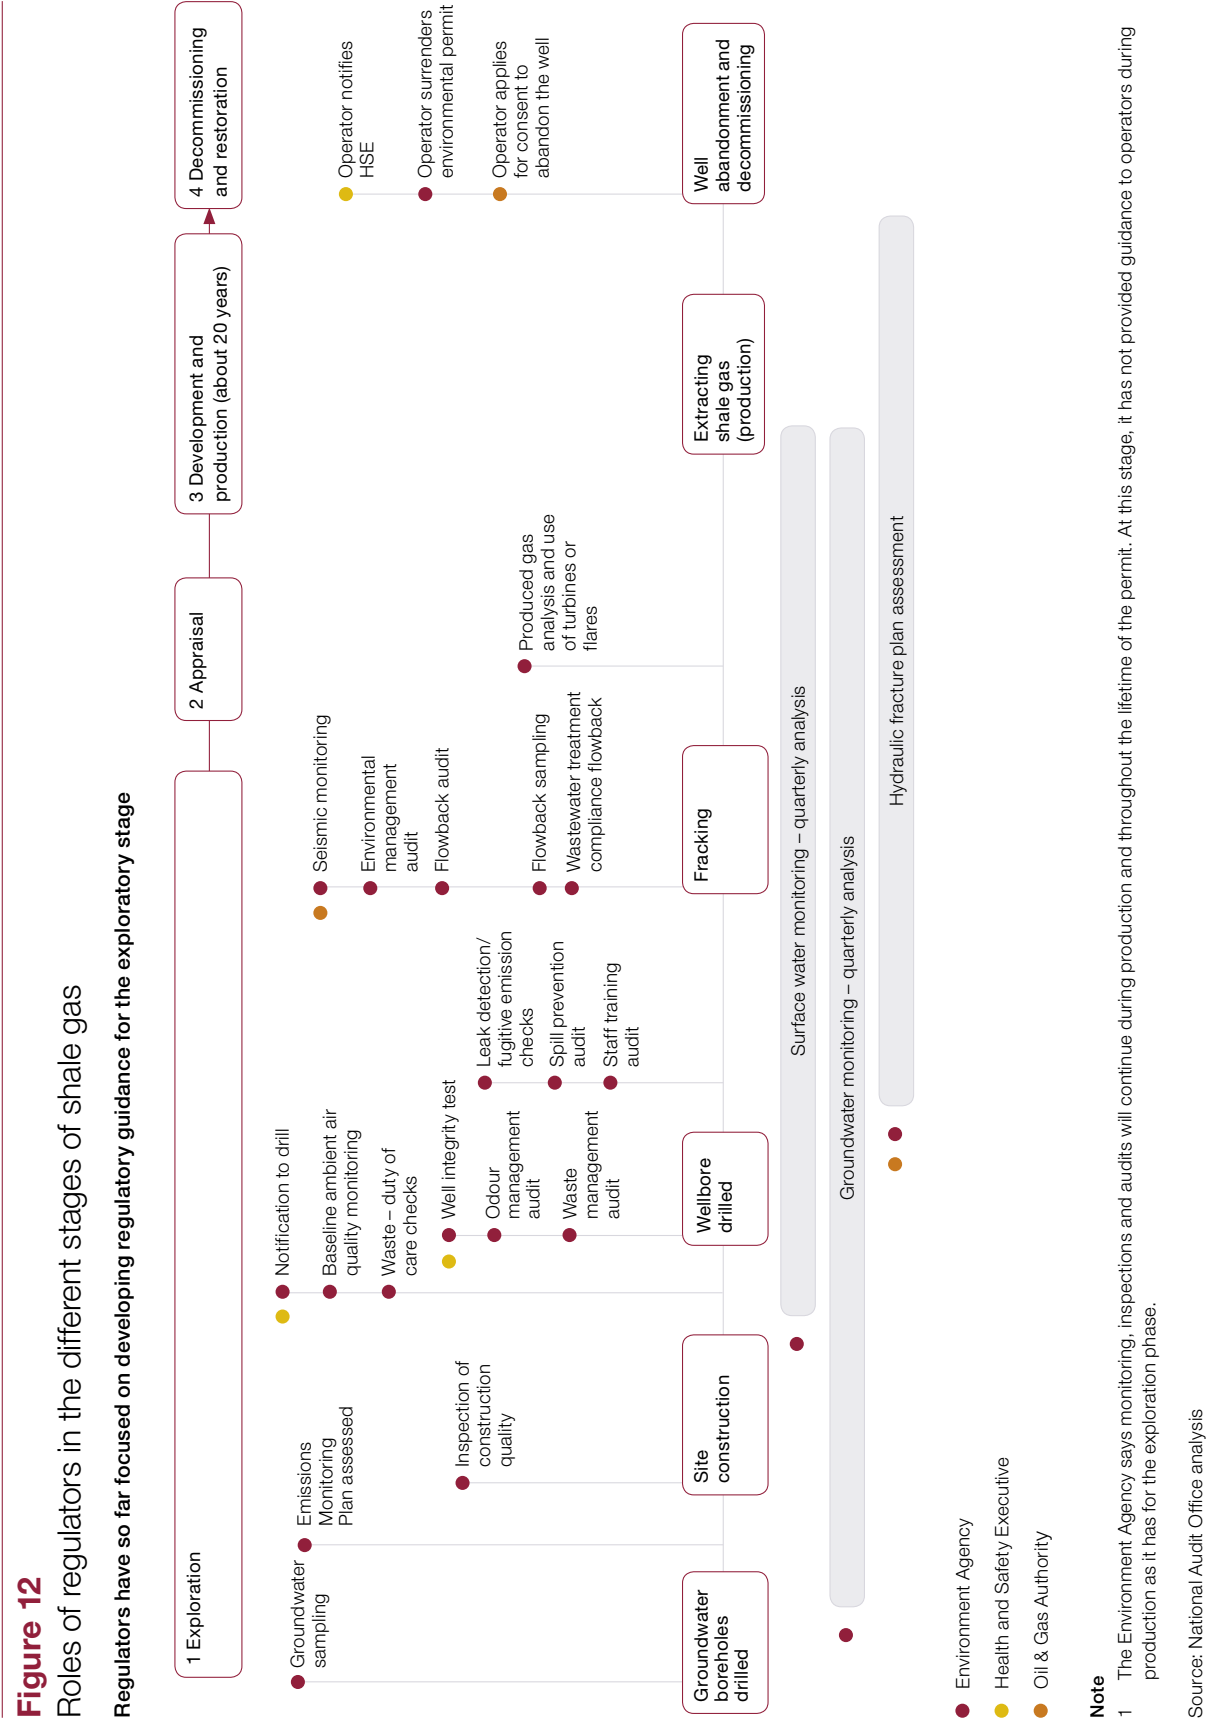 Figure 12
Roles of regulators in the different stages of shale gas
Regulators have so far focused on developing regulatory guidance for the exploratory stage
1 Exploration
2 Appraisal
3 Development and
production (about 20 years)
4 Decommissioning
and restoration
Groundwater
sampling
Emissions
Monitoring
Plan assessed
Inspection of
construction
quality
Notification to drill
Baseline ambient air
quality monitoring
Waste – duty of
care checks
Well integrity test
Odour
management
audit
Waste
management
audit
Leak detection/
fugitive emission
checks
Spill prevention
audit
Staff training
audit
Seismic monitoring
Environmental
management
audit
Flowback audit
Flowback sampling
Wastewater treatment
compliance flowback
Produced gas
analysis and use
of turbines or
flares
Operator notifies
HSE
Operator surrenders
environmental permit
Operator applies
for consent to
abandon the well
Groundwater
boreholes
drilled
Site
construction
Wellbore
drilled
Fracking
Extracting
shale gas
(production)
Well
abandonment and
decommissioning
Surface water monitoring – quarterly analysis
Groundwater monitoring – quarterly analysis
Hydraulic fracture plan assessment
Environment Agency
Health and Safety Executive
Oil & Gas Authority
Note
1 The Environment Agency says monitoring, inspections and audits will continue during production and throughout the lifetime of the permit. At this stage, it has not provided guidance to operators during
production as it has for the exploration phase.
Source: National Audit Office analysis